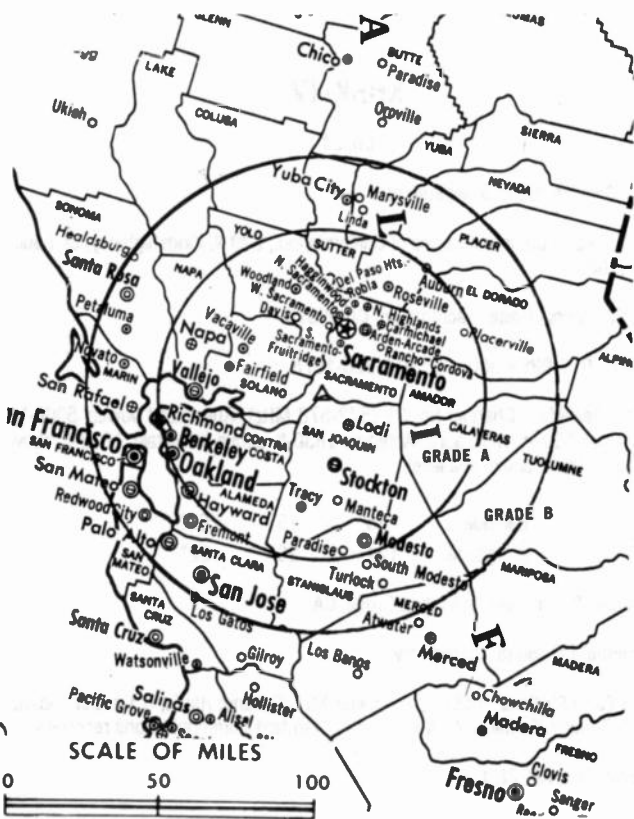 GLENN
Chico
A
BUTTE
Paradise
UMAS
LAKE
COLUBA
Oroville
Ukiah
YUBA
SIERRA
NEVADA
Yuba City
Marysville
Linda
SONOMA
YOLO
SUTTER
L
PLACER
Healdsburg
Santa Rosa
NAPA
Del Paso Hts.
Hagginwood
Robla
N. Sacramento
Auburn
EL DORADO
Woodland
Roseville
W. Sacramento
N. Highlands
Petaluma
Vacaville
Davis
Carmichael
Placerville
Napa
S. Sacramento-
Fruitridge
Arden-Arcade
Rancho Cordova
Novato
Sacramento
ALPIN
MARIN
Fairfield
Vallejo
SOLANO
SACRAMENTO
AMADOR
San Rafael
Richmond
CONTRA
COSTA
Lodi
I
CALAVERAS
an Francisco
Berkeley
SAN JOAQUIN
GRADE A
TUOLUMNE
SAN FRANCISCO
Oakland
Stockton
San Mateo
Hayward
ALAMEDA
Tracy
Manteca
GRADE B
Redwood City
Fremont
Palo Alto
Paradise
Modesto
SAN
MATEO
SANTA CLARA
South Modesto
MARIPOSA
San Jose
STANISLAUS
Turlock
SANTA
CRUZ
Los Gatos
MERCED
Atwater
F
Santa Cruz
Merced
Gilroy
Los Banos
MADERA
Watsonville
Hollister
Chowchilla
Salinas
Alisal
Pacific Grove
Madera
FRESNO
SCALE OF MILES
Clovis
0 50 100
Fresno
Sanger